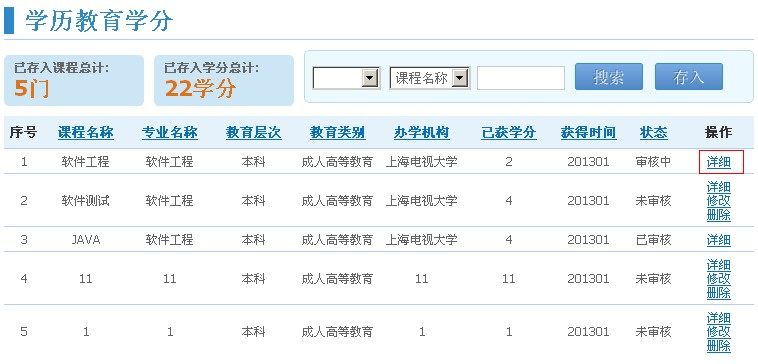 学历教育学分
已存入课程总计:
5门
已存入学分总计:
22学分
课程名称 搜索 存入
序号 课程名称 专业名称 教育层次 教育类别 办学机构 已获学分 获得时间 状态 操作
1 软件工程 软件工程 本科 成人高等教育 上海电视大学 2 201301 审核中 详细
2 软件测试 软件工程 本科 成人高等教育 上海电视大学 4 201301 未审核 详细
修改
删除
3 JAVA 软件工程 本科 成人高等教育 上海电视大学 4 201301 已审核 详细
4 11 11 本科 成人高等教育 11 11 201301 未审核 详细
修改
删除
5 1 1 本科 成人高等教育 1 1 201301 未审核 详细
修改
删除